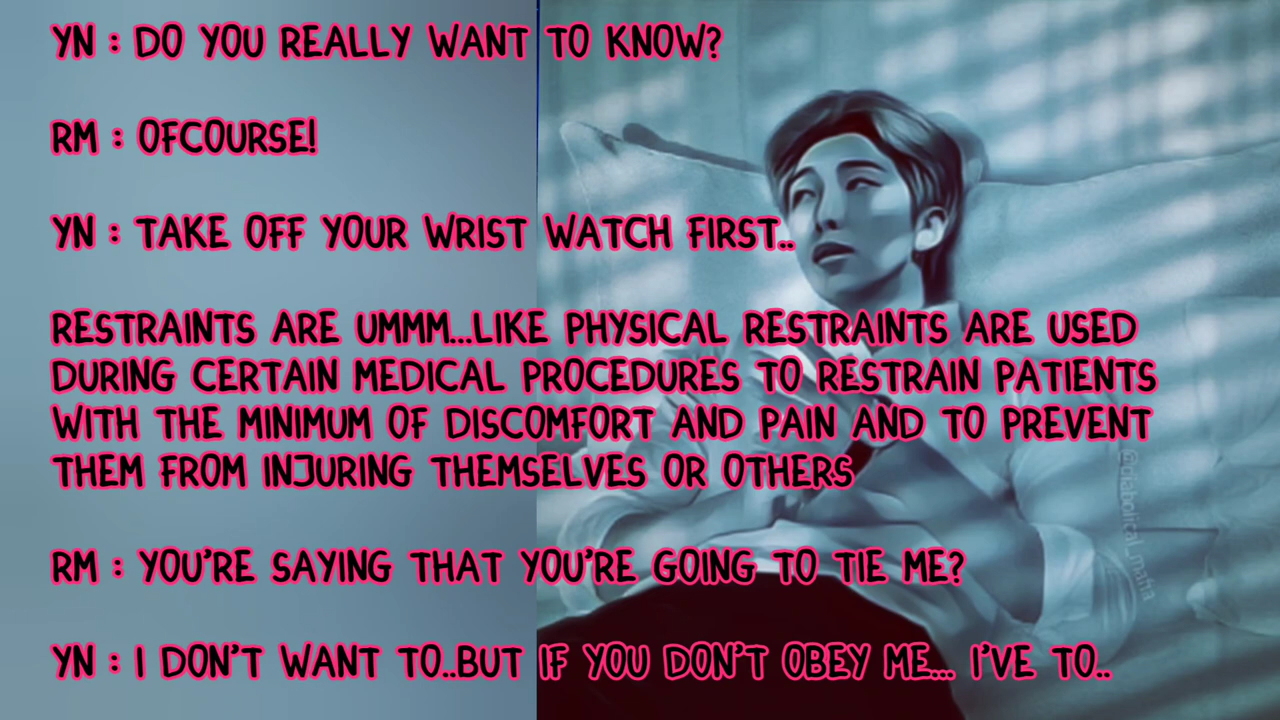 YN : DO YOU REALLY WANT TO KNOW?
RM : OFCOURSE!
YN : TAKE OFF YOUR WRIST WATCH FIRST..
RESTRAINTS ARE UMMM...LIKE PHYSICAL RESTRAINTS ARE USED
DURING CERTAIN MEDICAL PROCEDURES TO RESTRAIN PATIENTS
WITH THE MINIMUM OF DISCOMFORT AND PAIN AND TO PREVENT
THEM FROM INJURING THEMSELVES OR OTHERS
RM : YOU'RE SAYING THAT YOU'RE GOING TO TIE ME?
YN : I DON'T WANT TO..BUT IF YOU DON'T OBEY ME... I'VE TO..
@diabolical_mafia